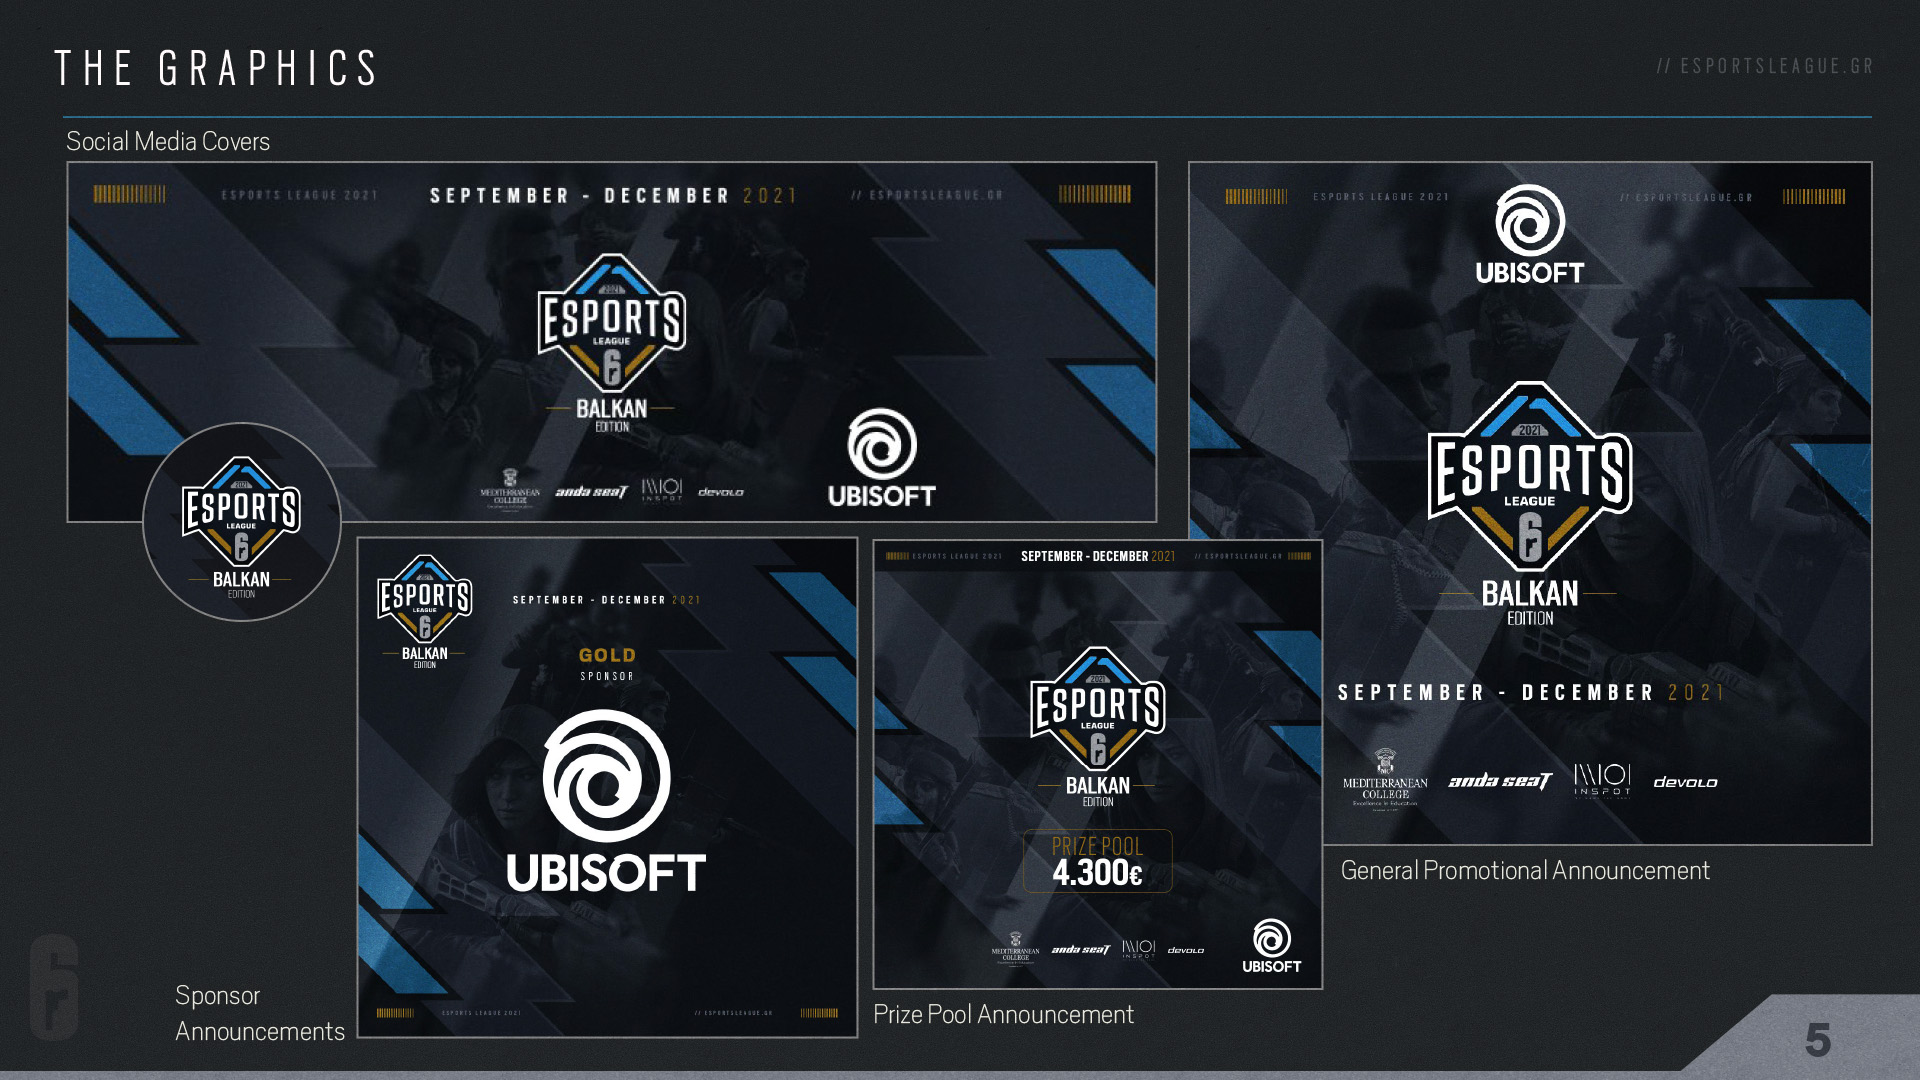 THE GRAPHICS
// ESPORTSLEAGUE.GR
Social Media Covers
ESPORTS LEAGUE 2021
SEPTEMBER - DECEMBER 2021
// ESPORTSLEAGUE.GR
2021
ESPORTS
LEAGUE
6
BALKAN
EDITION
MEDITERRANEAN
COLLEGE
anda seaT
INSPOT
devolo
UBISOFT
2021
ESPORTS
LEAGUE
6
BALKAN
EDITION
ESPORTS LEAGUE 2021
// ESPORTSLEAGUE.GR
UBISOFT
2021
ESPORTS
LEAGUE
6
BALKAN
EDITION
SEPTEMBER - DECEMBER 2021
MEDITERRANEAN
COLLEGE
Excellence in Education
anda seaT
INSPOT
devolo
General Promotional Announcement
ESPORTS
LEAGUE
6
BALKAN
EDITION
SEPTEMBER - DECEMBER 2021
GOLD
SPONSOR
UBISOFT
ESPORTS LEAGUE 2021
// ESPORTSLEAGUE.GR
Sponsor
Announcements
ESPORTS LEAGUE 2021
SEPTEMBER - DECEMBER 2021
// ESPORTSLEAGUE.GR
2021
ESPORTS
LEAGUE
6
BALKAN
EDITION
PRIZE POOL
4.300€
MEDITERRANEAN
COLLEGE
anda seaT
INSPOT
devolo
UBISOFT
Prize Pool Announcement
5